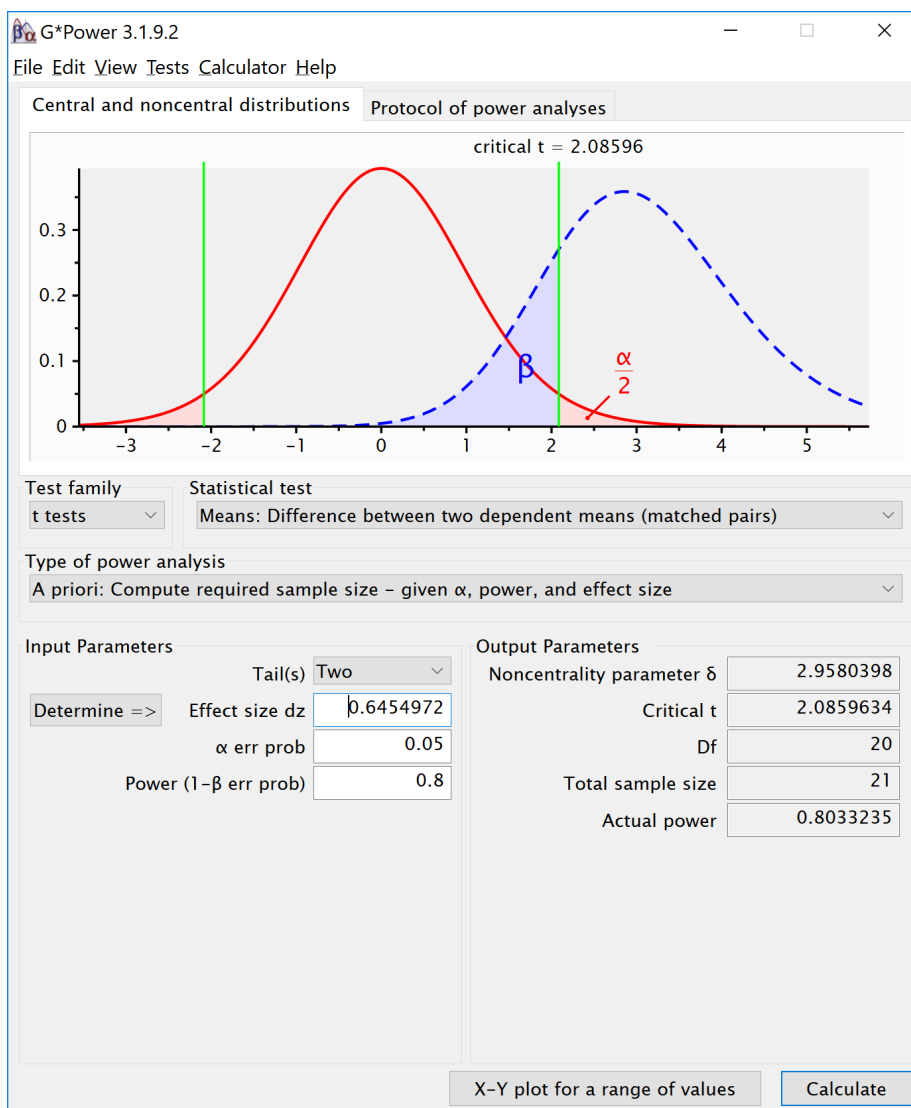 G*Power 3.1.9.2
File Edit View Tests Calculator Help
Central and noncentral distributions Protocol of power analyses
critical t = 2.08596
0.3
0.2
0.1
0
β
α
2
−3 −2 −1 0 1 2 3 4 5
Test family Statistical test
t tests Means: Difference between two dependent means (matched pairs)
Type of power analysis
A priori: Compute required sample size – given α, power, and effect size
Input Parameters
Tail(s) Two
Determine => Effect size dz 0.6454972
α err prob 0.05
Power (1−β err prob) 0.8
Output Parameters
Noncentrality parameter δ 2.9580398
Critical t 2.0859634
Df 20
Total sample size 21
Actual power 0.8033235
X−Y plot for a range of values Calculate